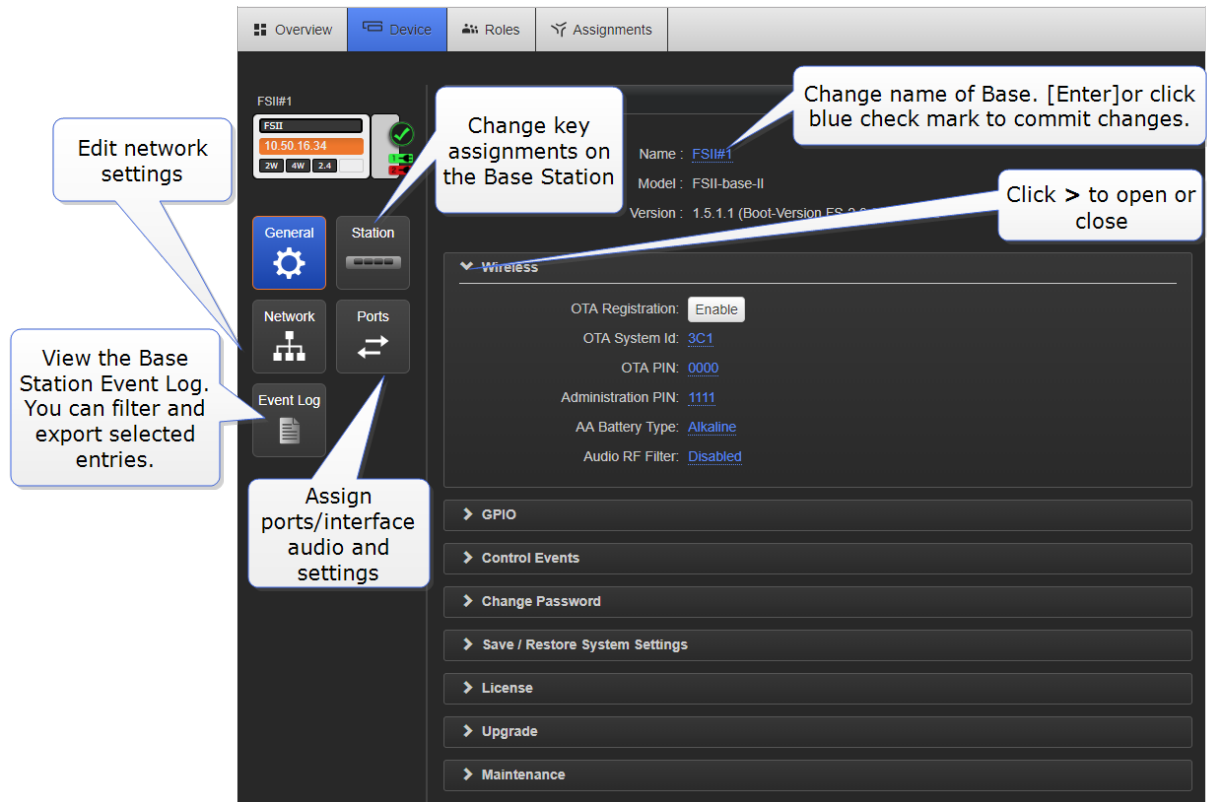 Overview
Device
Roles
Assignments
FSII#1
FSII
10.50.16.34
2W 4W 2.4
Edit network
settings
Change key
assignments on
the Base Station
Change name of Base. [Enter]or click
blue check mark to commit changes.
Name : FSII#1
Model : FSII-base-II
Version : 1.5.1.1 (Boot-Version
Click > to open or
close
General
Station
Network
Ports
Event Log
View the Base
Station Event Log.
You can filter and
export selected
entries.
Assign
ports/interface
audio and
settings
Wireless
OTA Registration: Enable
OTA System Id: 3C1
OTA PIN: 0000
Administration PIN: 1111
AA Battery Type: Alkaline
Audio RF Filter: Disabled
> GPIO
> Control Events
> Change Password
> Save / Restore System Settings
> License
> Upgrade
> Maintenance